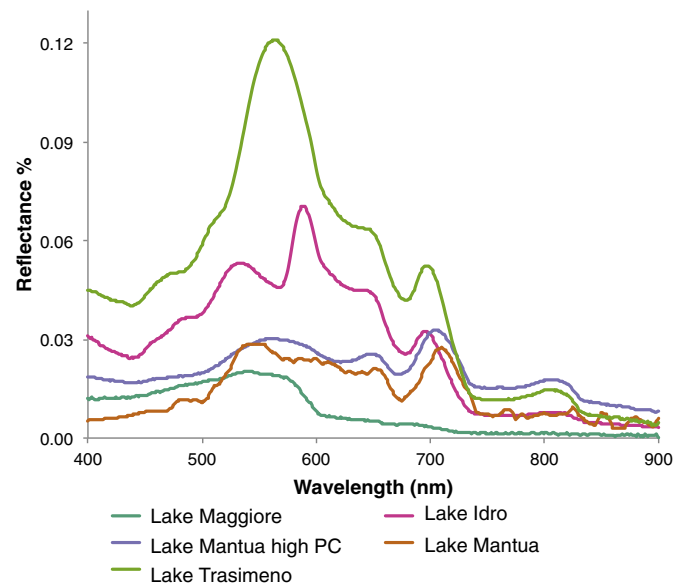 0.12
0.09
0.06
0.03
0.00
Reflectance %
400 500 600 700 800 900
Wavelength (nm)
Lake Maggiore Lake Idro
Lake Mantua high PC Lake Mantua
Lake Trasimeno